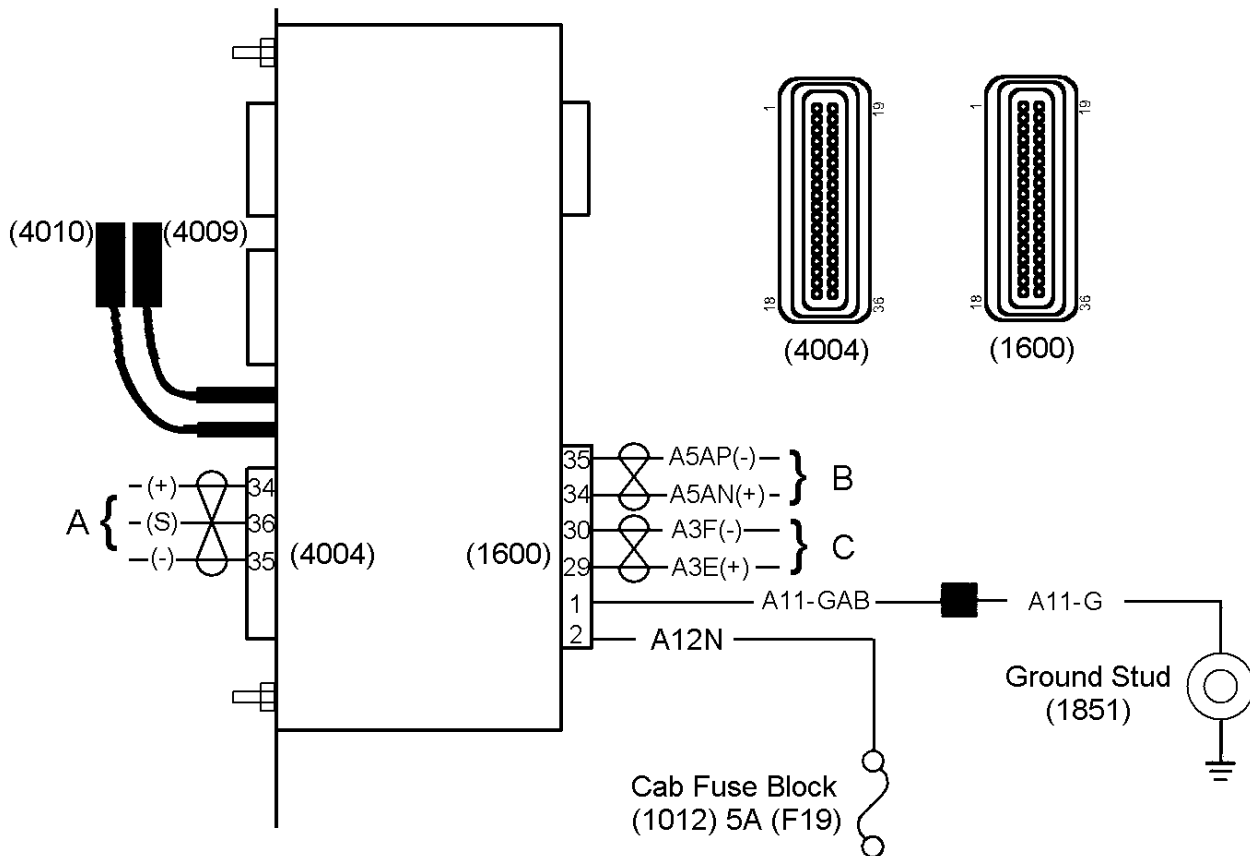 1
19
18
36
(4004)
1
19
18
36
(1600)
(4010)
(4009)
A
{
(+)
34
(S)
36
(-)
35
(4004)
(1600)
35
A5AP(-)
34
A5AN(+)
}
B
30
A3F(-)
29
A3E(+)
}
C
1
A11-GAB
A11-G
2
A12N
Ground Stud
(1851)
Cab Fuse Block
(1012) 5A (F19)